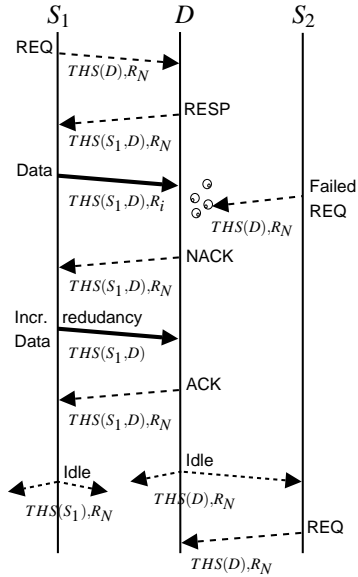 S1 D S2
REQ
THS(D),RN
RESP
THS(S1,D),RN
Data
THS(S1,D),Ri
Failed
REQ
THS(D),RN
NACK
THS(S1,D),RN
Incr. redudancy
Data
THS(S1,D)
ACK
THS(S1,D),RN
Idle
Idle
THS(S1),RN
THS(D),RN
REQ
THS(D),RN